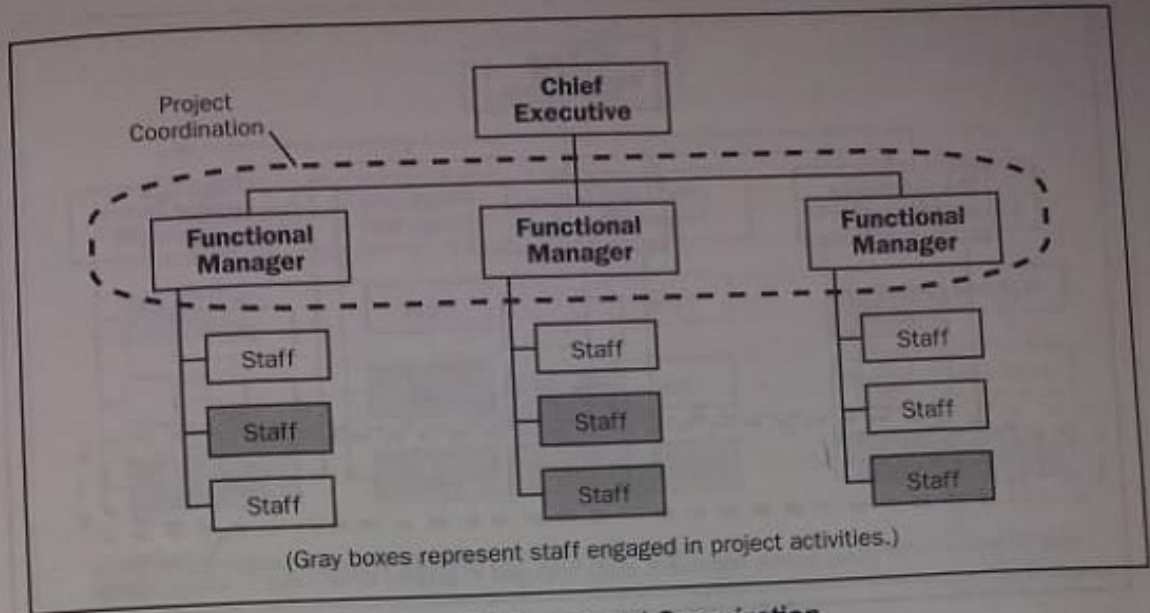 Project
Coordination
Chief
Executive
Functional
Manager
Functional
Manager
Functional
Manager
Staff
Staff
Staff
Staff
Staff
Staff
Staff
Staff
Staff
(Gray boxes represent staff engaged in project activities.)
Organization